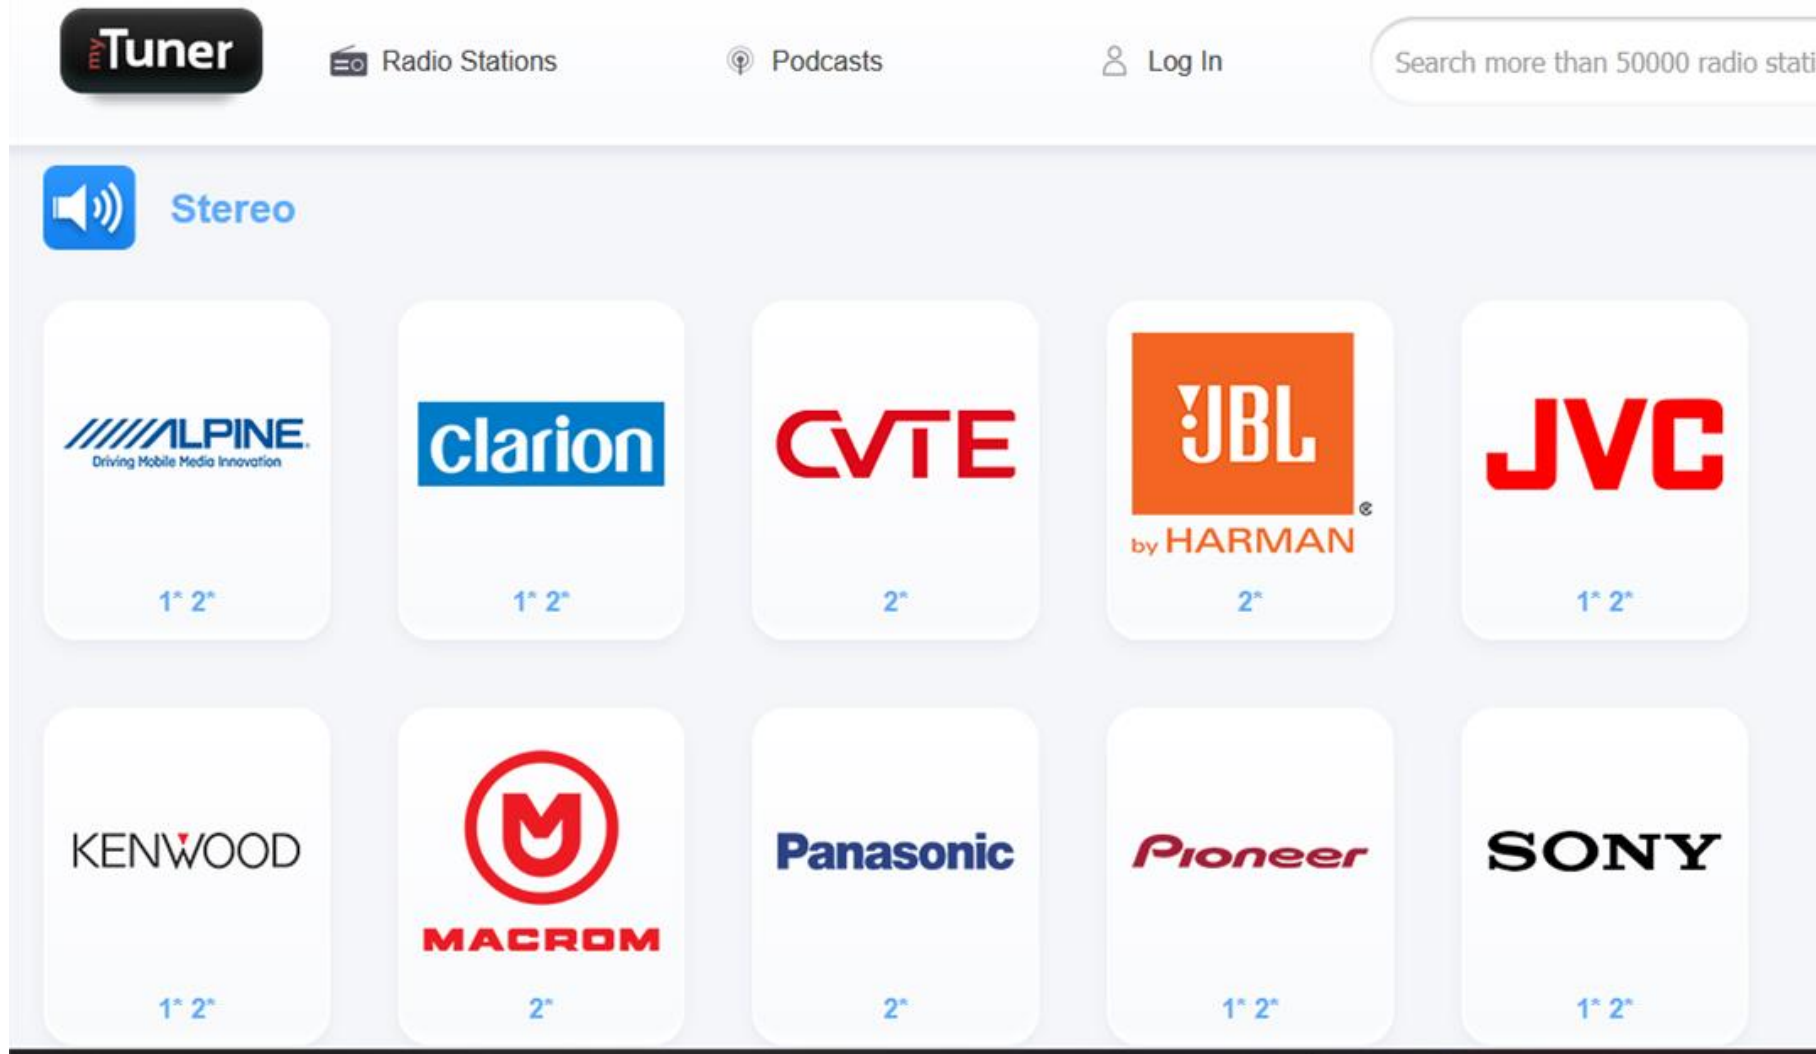 myTuner
Radio Stations
Podcasts
Log In
Search more than 50000 radio stati
Stereo
ALPINE
Driving Mobile Media Innovation
1* 2*
clarion
1* 2*
CVTE
2*
JBL
by HARMAN
2*
JVC
1* 2*
KENWOOD
1* 2*
MACROM
2*
Panasonic
2*
Pioneer
1* 2*
SONY
1* 2*